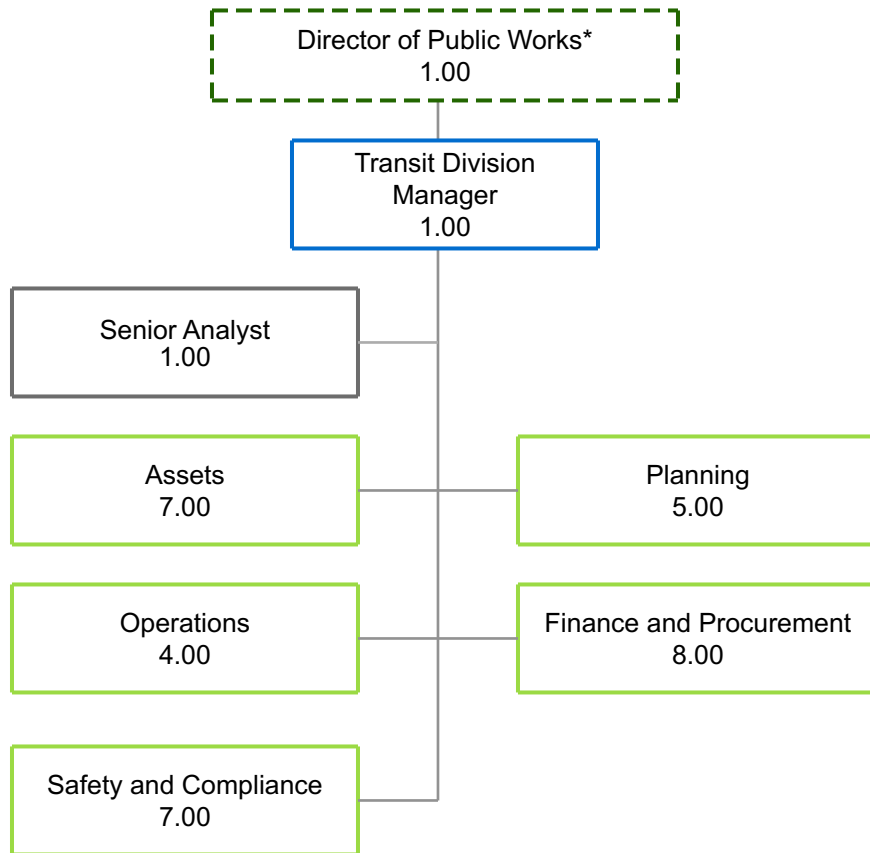 Director of Public Works*
1.00
Transit Division
Manager
1.00
Senior Analyst
1.00
Assets
7.00
Planning
5.00
Operations
4.00
Finance and Procurement
8.00
Safety and Compliance
7.00